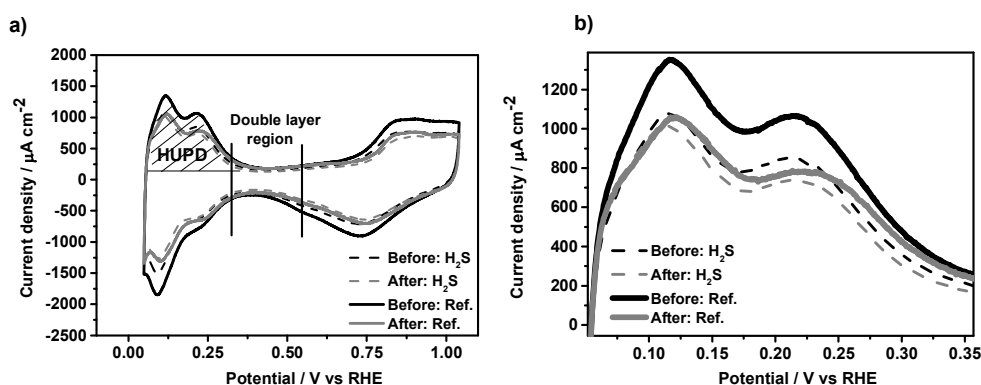 a)
2000
1500
1000
500
0
-500
-1000
-1500
-2000
-2500
Current density / µA cm-2
HUPD
Double layer
region
Before: H2S
After: H2S
Before: Ref.
After: Ref.
0.00 0.25 0.50 0.75 1.00
Potential / V vs RHE
b)
1200
1000
800
600
400
200
0
Current density / µA cm-2
Before: H2S
After: H2S
Before: Ref.
After: Ref.
0.10 0.15 0.20 0.25 0.30 0.35
Potential / V vs RHE